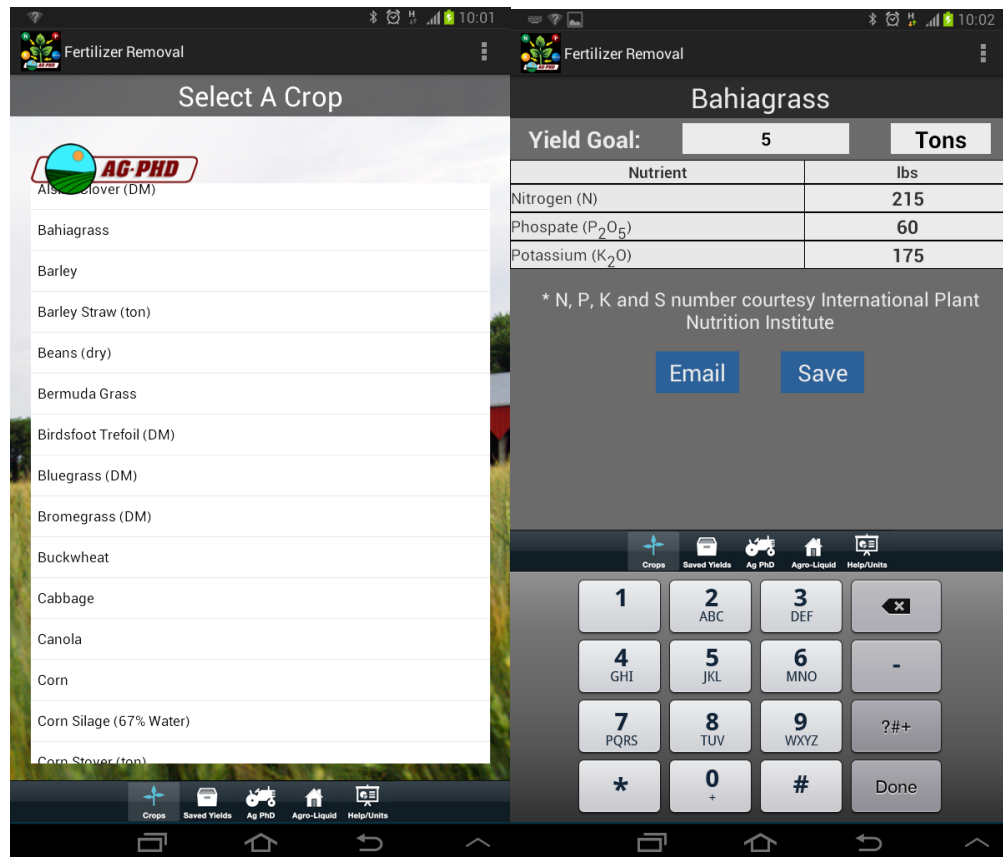 H
10:01
Fertilizer Removal
Select A Crop
AG·PHD
Alsike Clover (DM)
Bahiagrass
Barley
Barley Straw (ton)
Beans (dry)
Bermuda Grass
Birdsfoot Trefoil (DM)
Bluegrass (DM)
Bromegrass (DM)
Buckwheat
Cabbage
Canola
Corn
Corn Silage (67% Water)
Corn Stover (ton)
Crops Saved Yields Ag PhD Agro-Liquid Help/Units
H
10:02
Fertilizer Removal
Bahiagrass
Yield Goal: 5 Tons
Nutrient lbs
Nitrogen (N) 215
Phospate (P₂O₅) 60
Potassium (K₂O) 175
* N, P, K and S number courtesy International Plant
Nutrition Institute
Email Save
Crops Saved Yields Ag PhD Agro-Liquid Help/Units
1 2 3
ABC DEF
4 5 6 -
GHI JKL MNO
7 8 9 ?#+
PQRS TUV WXYZ
* 0 # Done
+